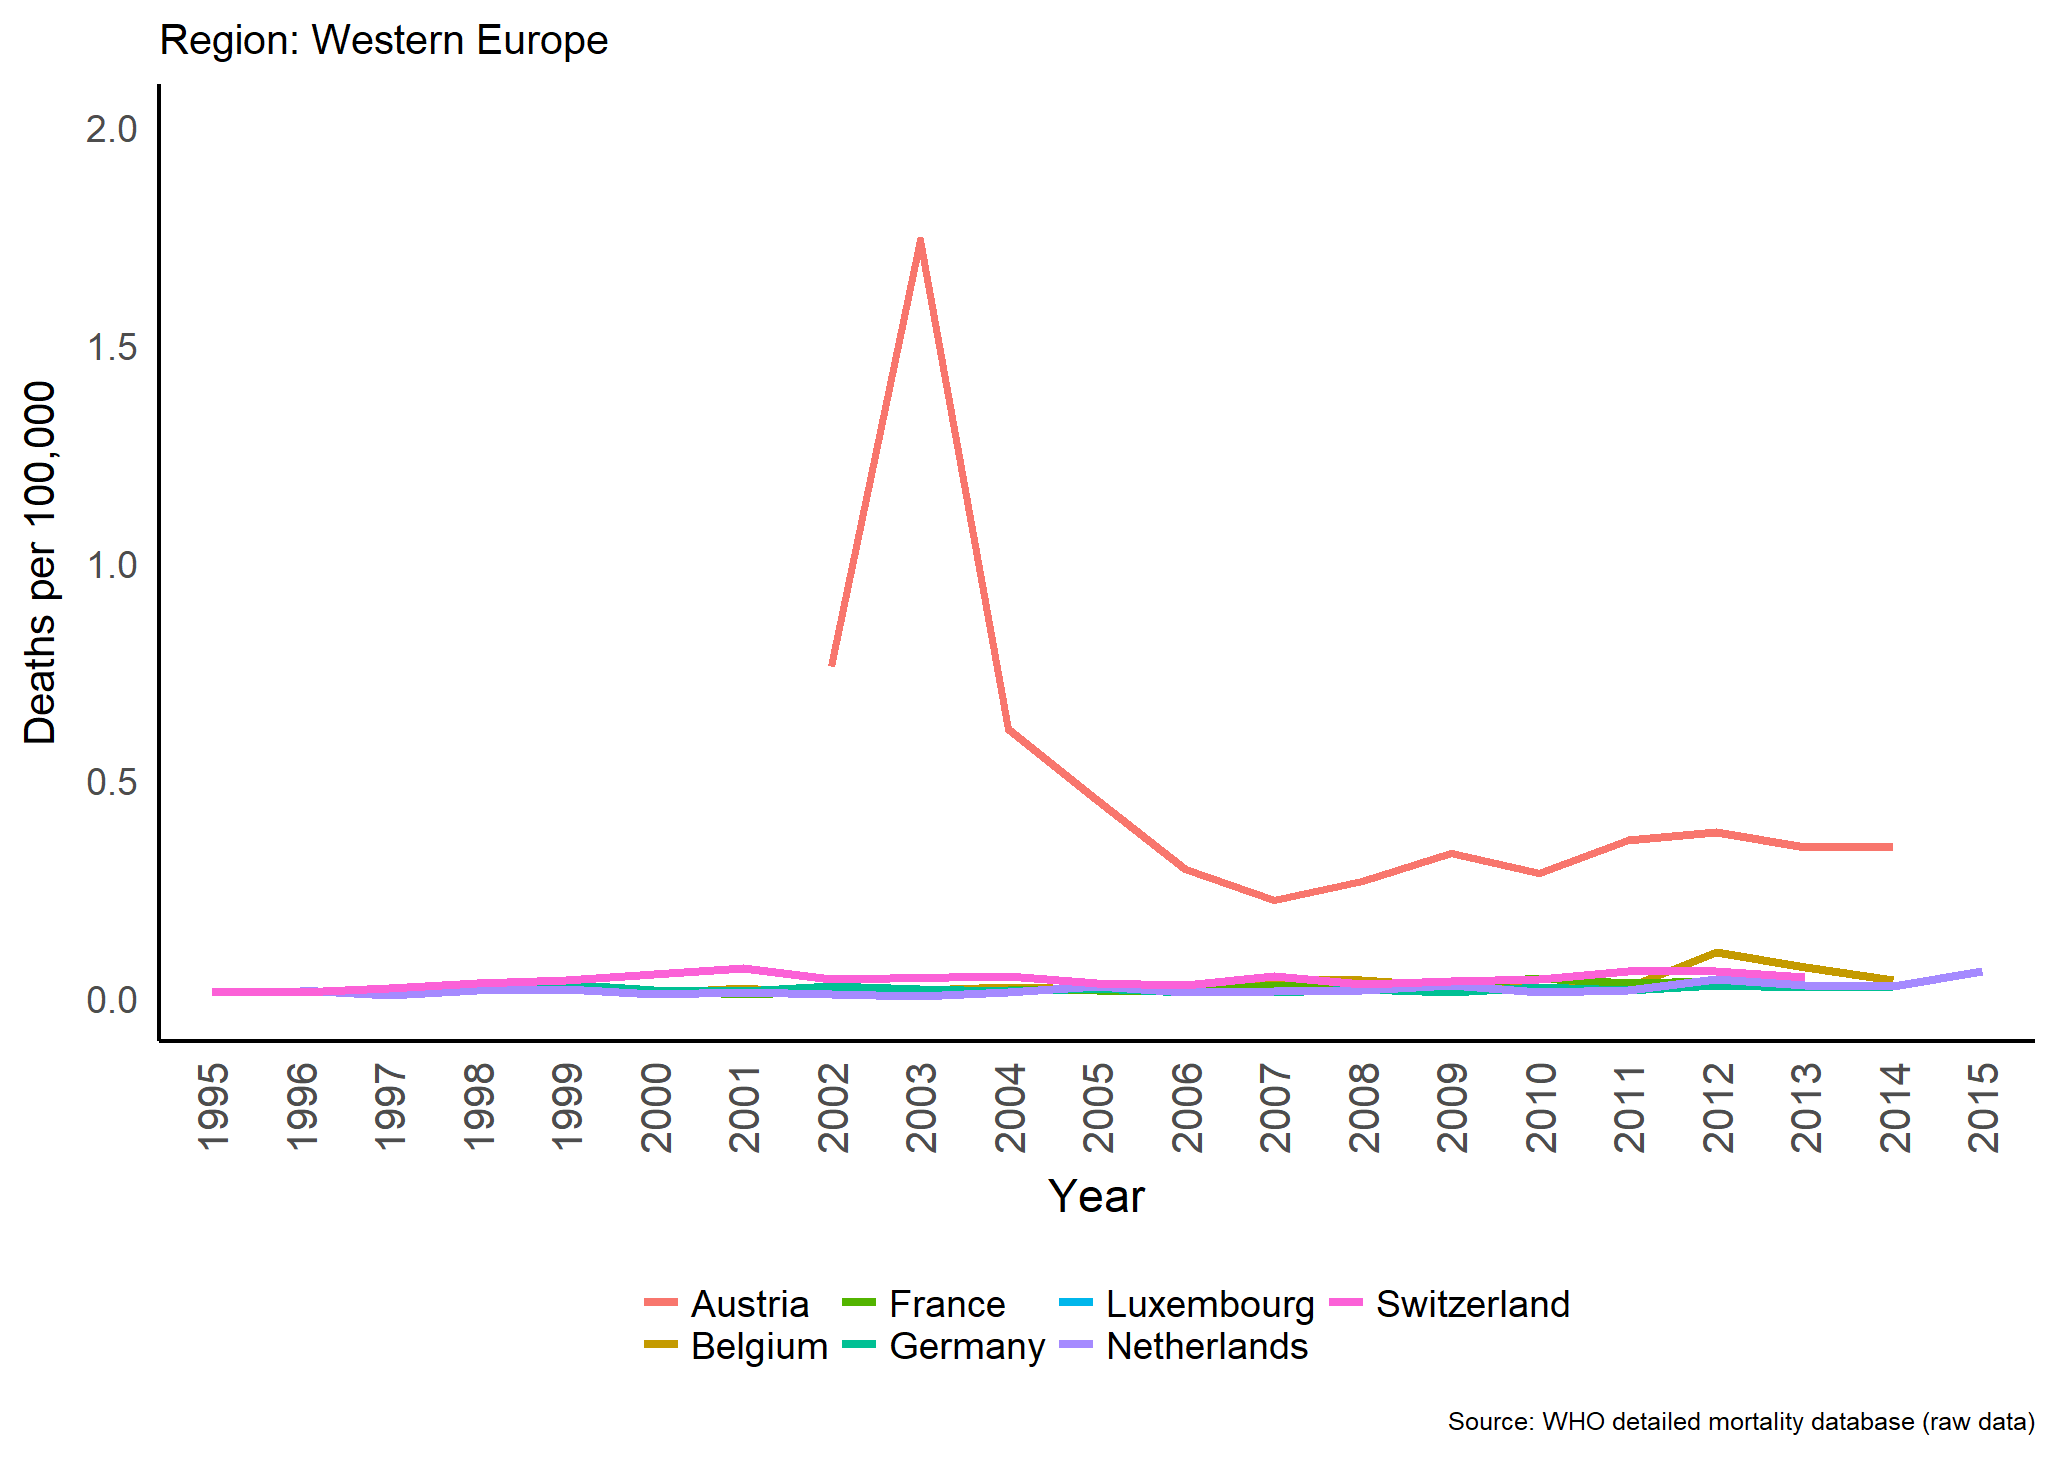 Region: Western Europe
2.0
1.5
1.0
0.5
0.0
Deaths per 100,000
1995 1996 1997 1998 1999 2000 2001 2002 2003 2004 2005 2006 2007 2008 2009 2010 2011 2012 2013 2014 2015
Year
Austria France Luxembourg Switzerland
Belgium Germany Netherlands
Source: WHO detailed mortality database (raw data)